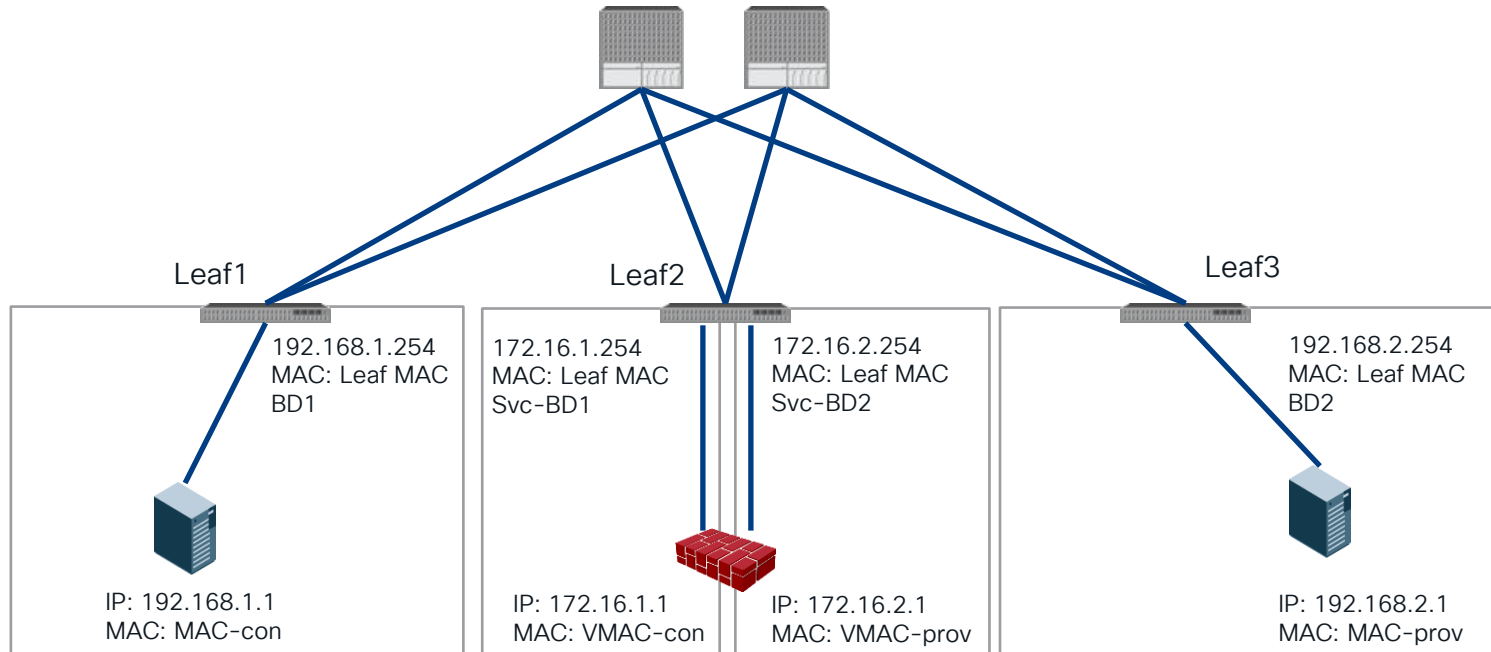 Leaf1
Leaf2
Leaf3
192.168.1.254
MAC: Leaf MAC
BD1
172.16.1.254
MAC: Leaf MAC
Svc-BD1
172.16.2.254
MAC: Leaf MAC
Svc-BD2
192.168.2.254
MAC: Leaf MAC
BD2
IP: 192.168.1.1
MAC: MAC-con
IP: 172.16.1.1
MAC: VMAC-con
IP: 172.16.2.1
MAC: VMAC-prov
IP: 192.168.2.1
MAC: MAC-prov